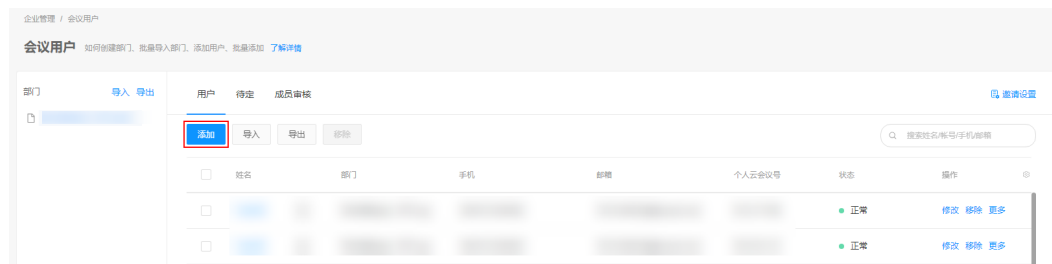 企业管理 / 会议用户
会议用户 如何创建部门、批量导入部门、添加用户、批量添加 了解详情
部门 导入 导出
用户 待定 成员审核 邀请设置
添加 导入 导出 移除 搜索姓名/帐号/手机/邮箱
姓名 部门 手机 邮箱 个人云会议号 状态 操作
正常 修改 移除 更多
正常 修改 移除 更多